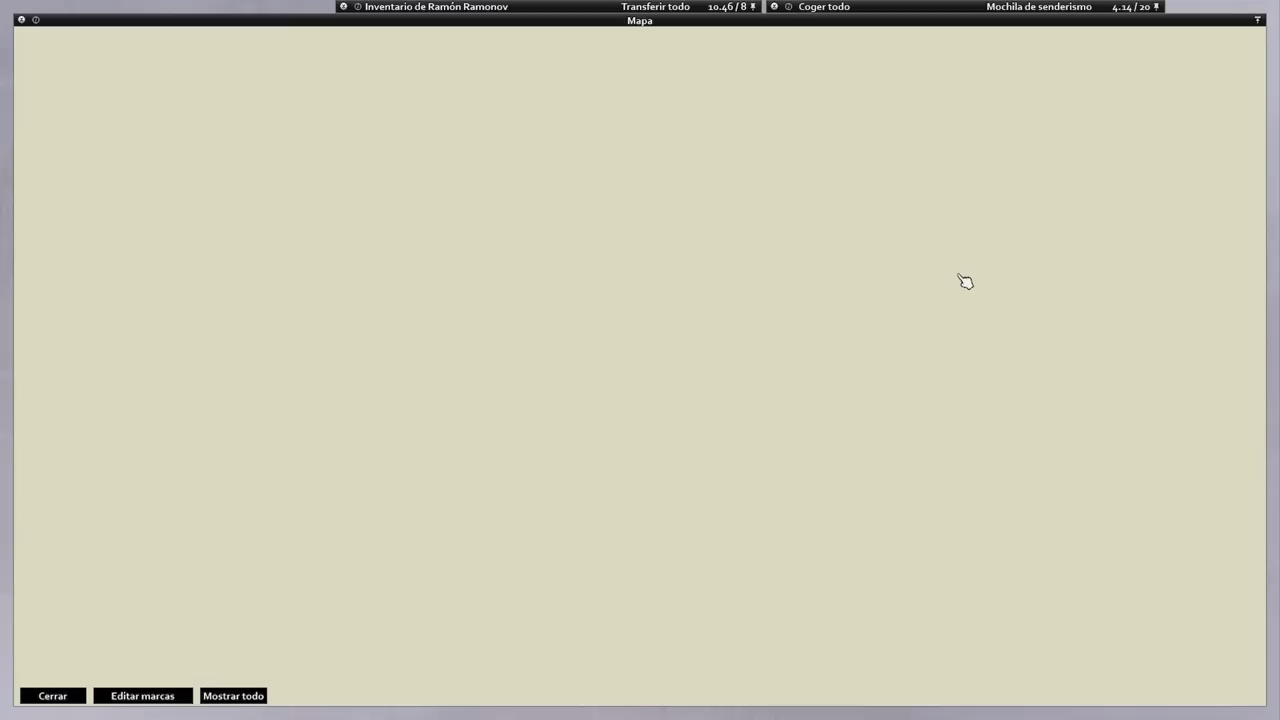 Inventario de Ramón Ramonov Transferir todo 10.46 / 8 Coger todo Mochila de senderismo 4.14 / 20
Mapa
Cerrar Editar marcas Mostrar todo